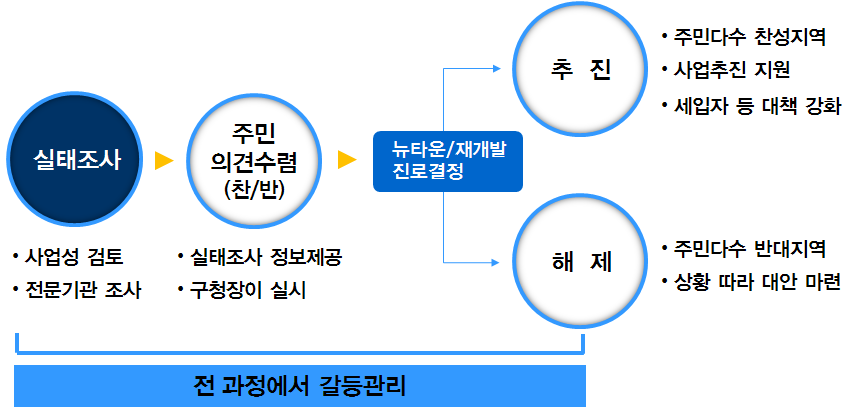 실태조사
• 사업성 검토
• 전문기관 조사
주민
의견수렴
(찬/반)
• 실태조사 정보제공
• 구청장이 실시
뉴타운/재개발
진로결정
추 진
• 주민다수 찬성지역
• 사업추진 지원
• 세입자 등 대책 강화
해 제
• 주민다수 반대지역
• 상황 따라 대안 마련
전 과정에서 갈등관리